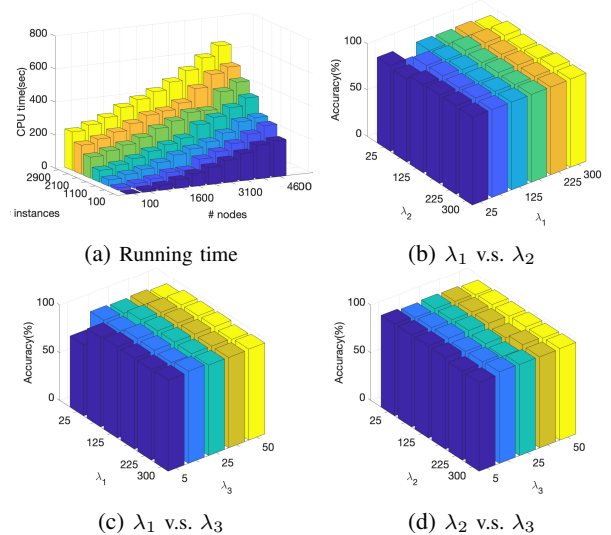 800
600
400
200
0
CPU time(sec)
2900
2100
1100
100
instances
100
1600
3100
4600
# nodes
(a) Running time
100
50
0
Accuracy(%)
25
125
225
300
λ2
25
125
225
300
λ1
(b) λ1 v.s. λ2
100
50
0
Accuracy(%)
25
125
225
300
λ1
5
25
50
λ3
(c) λ1 v.s. λ3
100
50
0
Accuracy(%)
25
125
225
300
λ2
5
25
50
λ3
(d) λ2 v.s. λ3